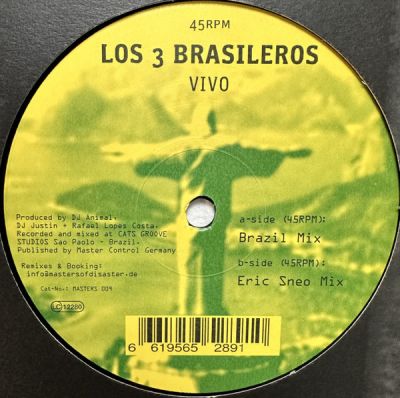 45RPM
LOS 3 BRASILEROS
VIVO
Produced by DJ Animal,
DJ Justin + Rafael Lopes Costa.
Recorded and mixed at CATS GROOVE
STUDIOS Sao Paolo - Brazil.
Published by Master Control Germany
Remixes & Booking:
info@mastersofdisaster.de
Cat-No.: MASTERS 009
LC 12280
a-side (45RPM):
Brazil Mix
b-side (45RPM):
Eric Sneo Mix
6 619565 2891